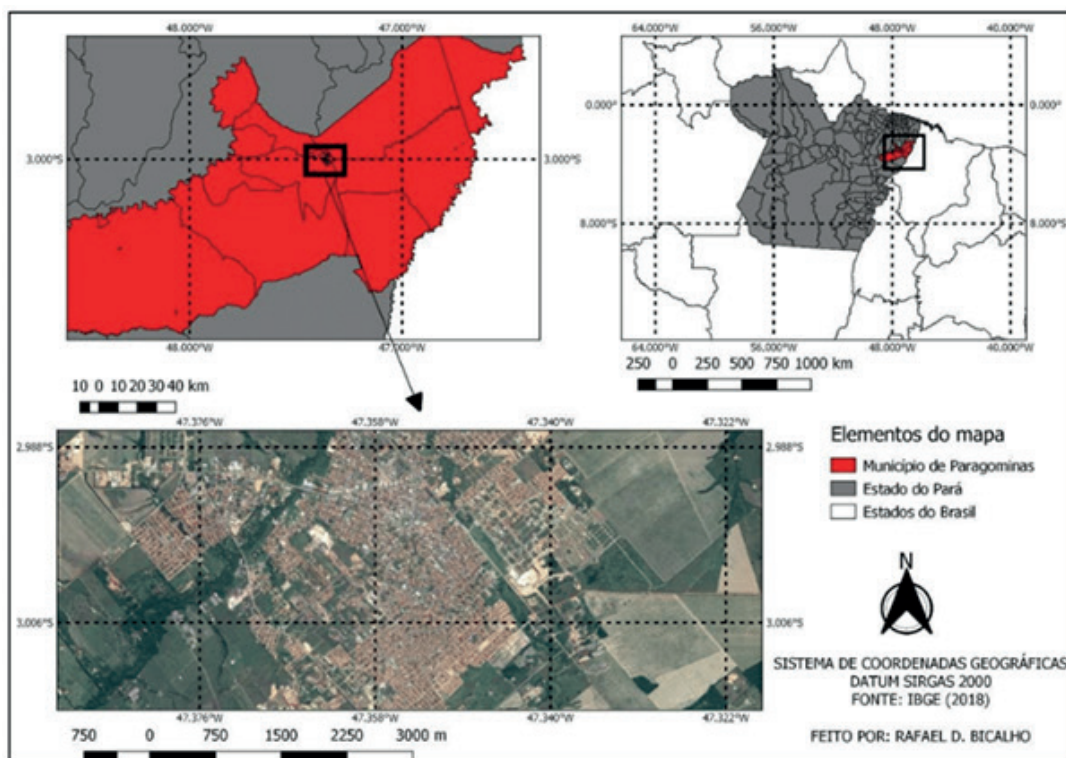 48.000°W 47.000°W
3.000°S 3.000°S
48.000°W 47.000°W
10 0 10 20 30 40 km
64.000°W 56.000°W 48.000°W 40.000°W
0.000° 0.000°
8.000°S 8.000°S
64.000°W 56.000°W 48.000°W 40.000°W
250 0 250 500 750 1000 km
47.376°W 47.358°W 47.340°W 47.322°W
2.988°S 2.988°S
3.006°S 3.006°S
47.376°W 47.358°W 47.340°W 47.322°W
750 0 750 1500 2250 3000 m
Elementos do mapa
Município de Paragominas
Estado do Pará
Estados do Brasil
N
SISTEMA DE COORDENADAS GEOGRÁFICAS
DATUM SIRGAS 2000
FONTE: IBGE (2018)
FEITO POR: RAFAEL D. BICALHO